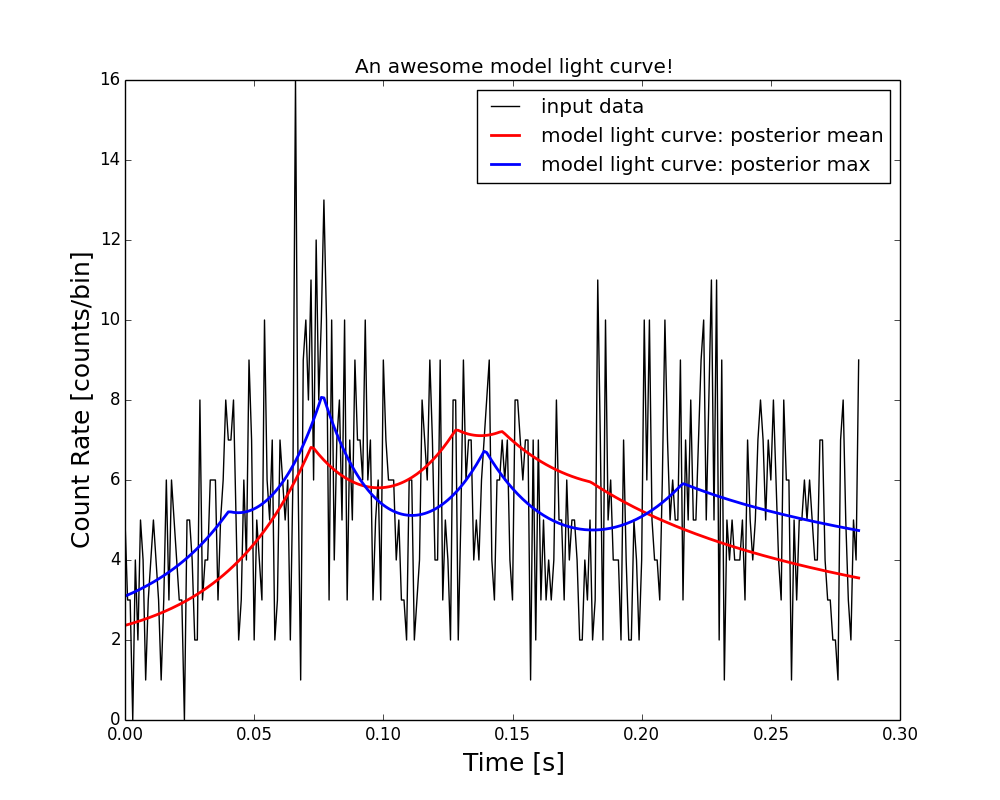 An awesome model light curve!
input data
model light curve: posterior mean
model light curve: posterior max
Count Rate [counts/bin]
16
14
12
10
8
6
4
2
0
0.00 0.05 0.10 0.15 0.20 0.25 0.30
Time [s]